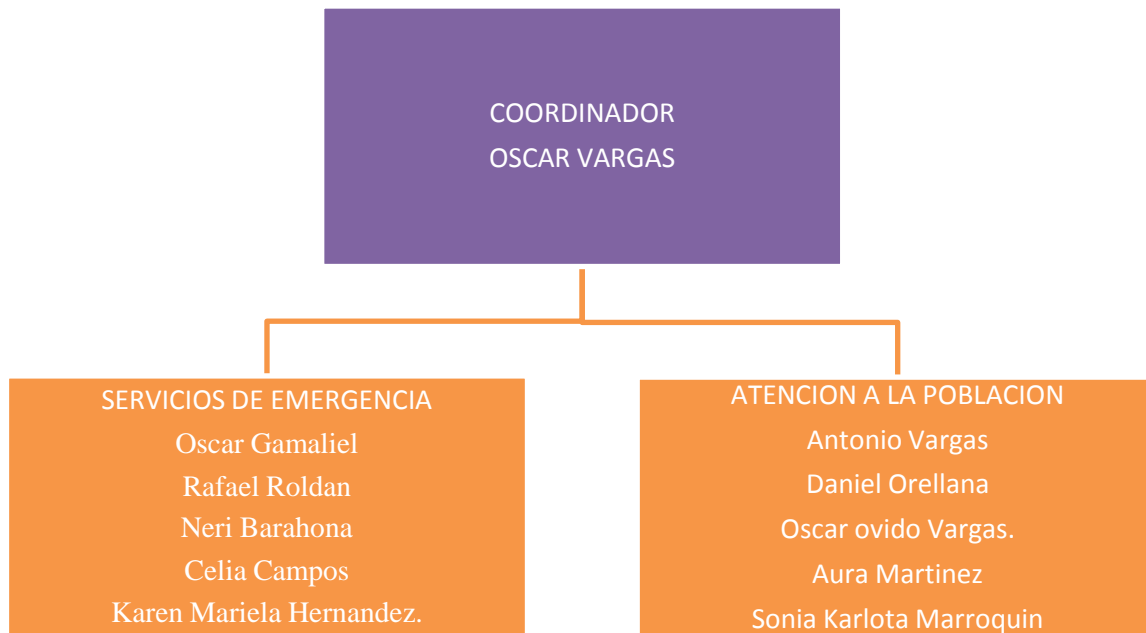 COORDINADOR
OSCAR VARGAS
SERVICIOS DE EMERGENCIA
Oscar Gamaliel
Rafael Roldan
Neri Barahona
Celia Campos
Karen Mariela Hernandez.
ATENCION A LA POBLACION
Antonio Vargas
Daniel Orellana
Oscar ovido Vargas.
Aura Martinez
Sonia Karlota Marroquin